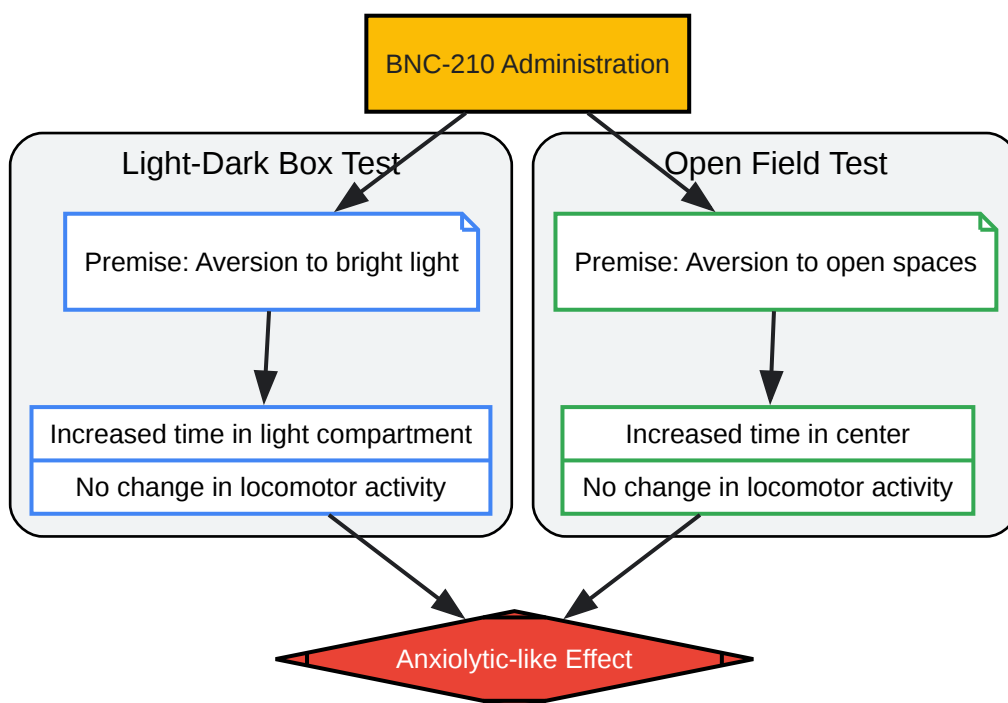 BNC-210 Administration
Light-Dark Box Test
Premise: Aversion to bright light
Increased time in light compartment
No change in locomotor activity
Open Field Test
Premise: Aversion to open spaces
Increased time in center
No change in locomotor activity
Anxiolytic-like Effect